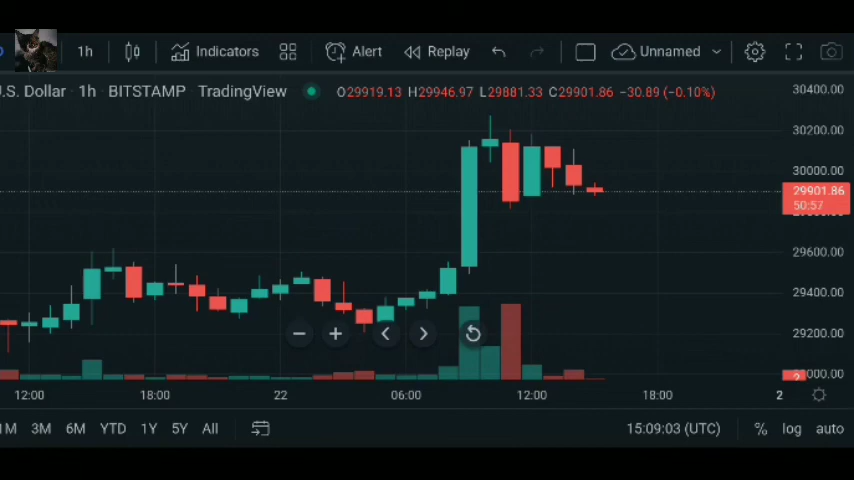 1h Indicators Alert Replay Unnamed
.S. Dollar 1h BITSTAMP TradingView O29919.13 H29946.97 L29881.33 C29901.86 −30.89 (−0.10%)
30400.00
30200.00
30000.00
29901.86
50:57
29600.00
29400.00
29200.00
000.00
12:00 18:00 22 06:00 12:00 18:00 2
1M 3M 6M YTD 1Y 5Y All 15:09:03 (UTC) % log auto